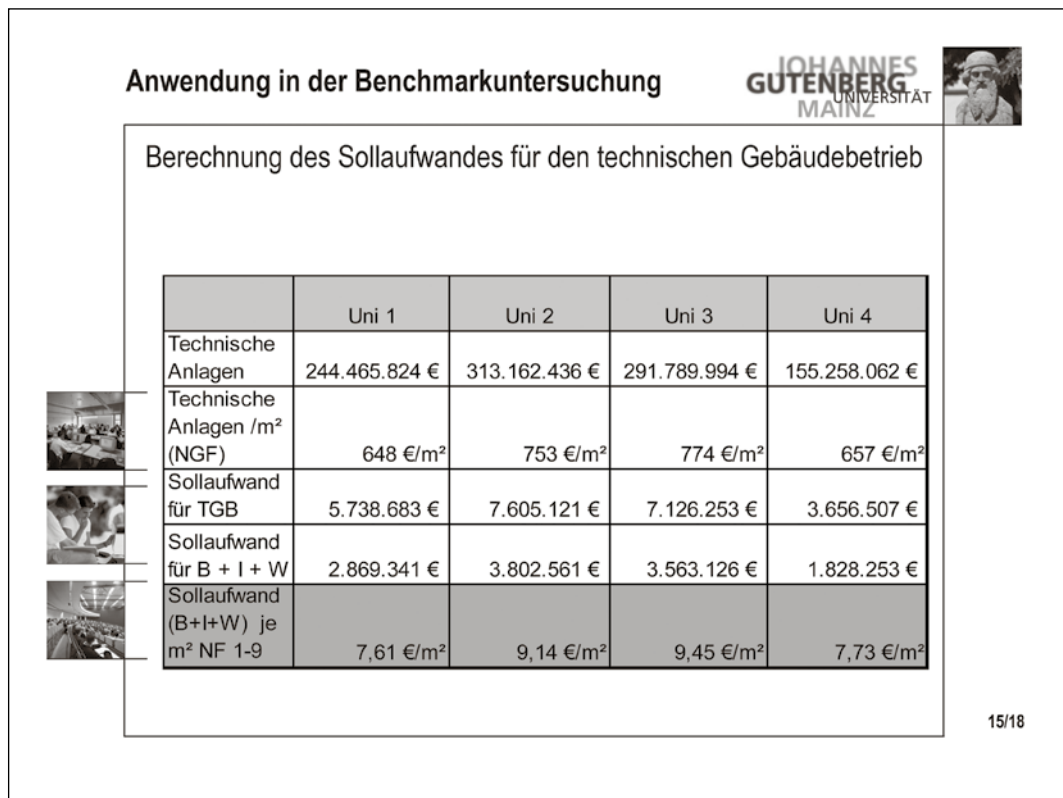 Anwendung in der Benchmarkuntersuchung
JOHANNES
GUTENBERG
UNIVERSITÄT
MAINZ
Berechnung des Sollaufwandes für den technischen Gebäudebetrieb
Uni 1 Uni 2 Uni 3 Uni 4
Technische
Anlagen 244.465.824 € 313.162.436 € 291.789.994 € 155.258.062 €
Technische
Anlagen /m²
(NGF) 648 €/m² 753 €/m² 774 €/m² 657 €/m²
Sollaufwand
für TGB 5.738.683 € 7.605.121 € 7.126.253 € 3.656.507 €
Sollaufwand
für B + I + W 2.869.341 € 3.802.561 € 3.563.126 € 1.828.253 €
Sollaufwand
(B+I+W) je
m² NF 1-9 7,61 €/m² 9,14 €/m² 9,45 €/m² 7,73 €/m²
15/18